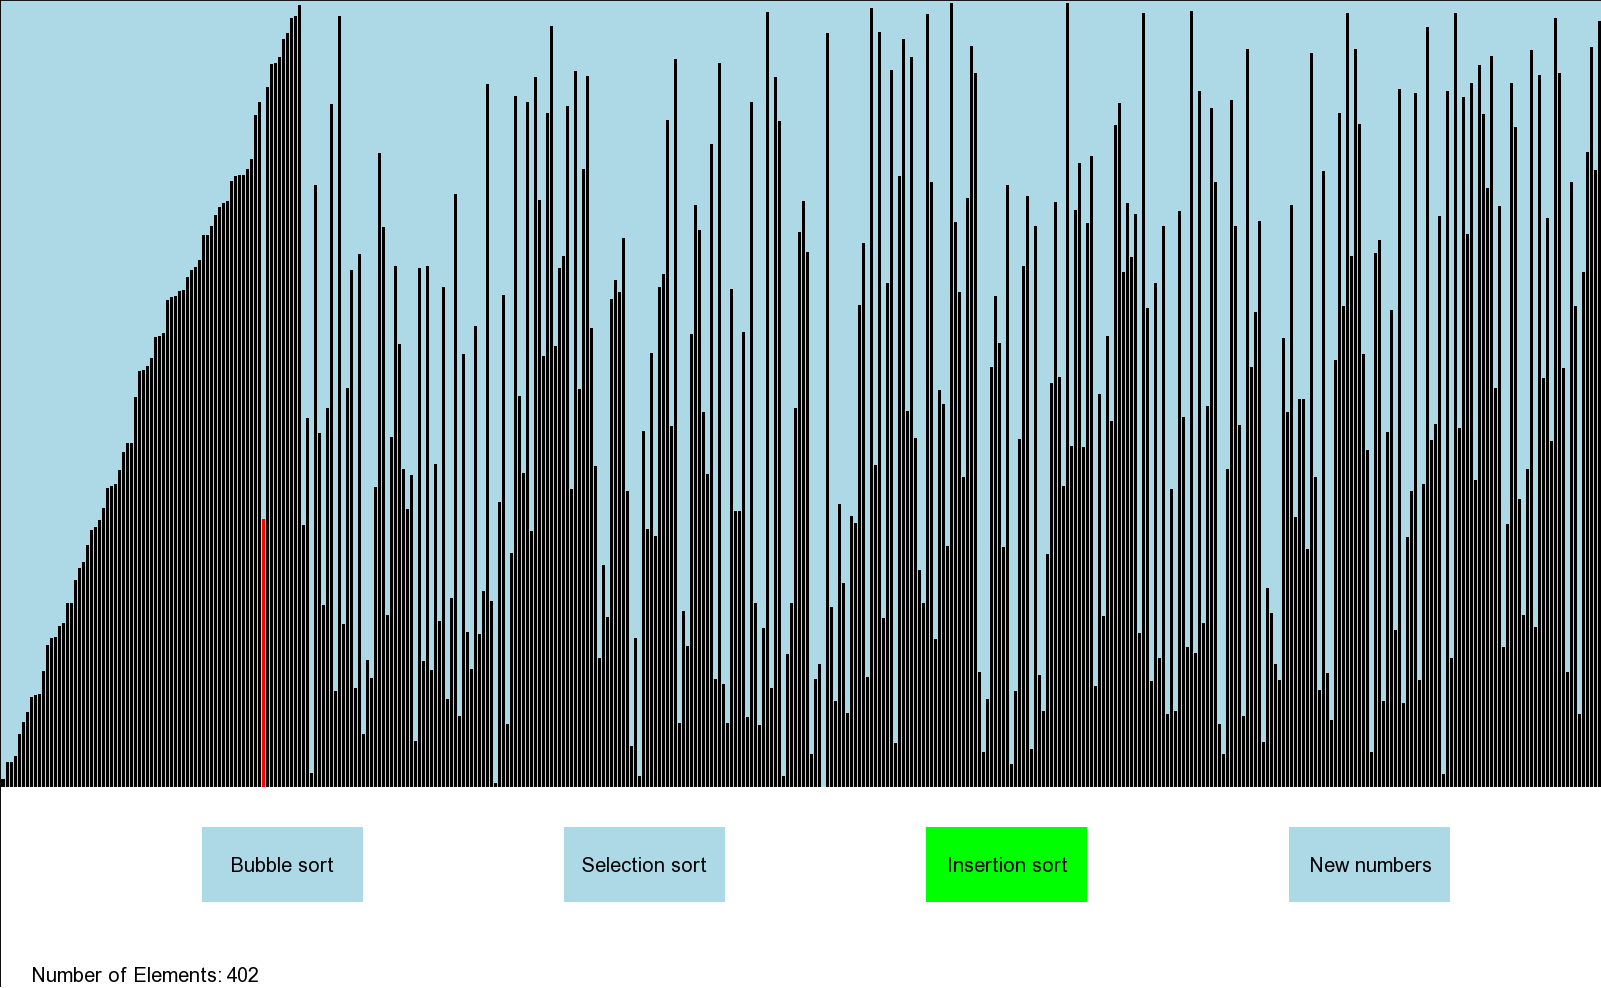 Bubble sort
Selection sort
Insertion sort
New numbers
Number of Elements: 402